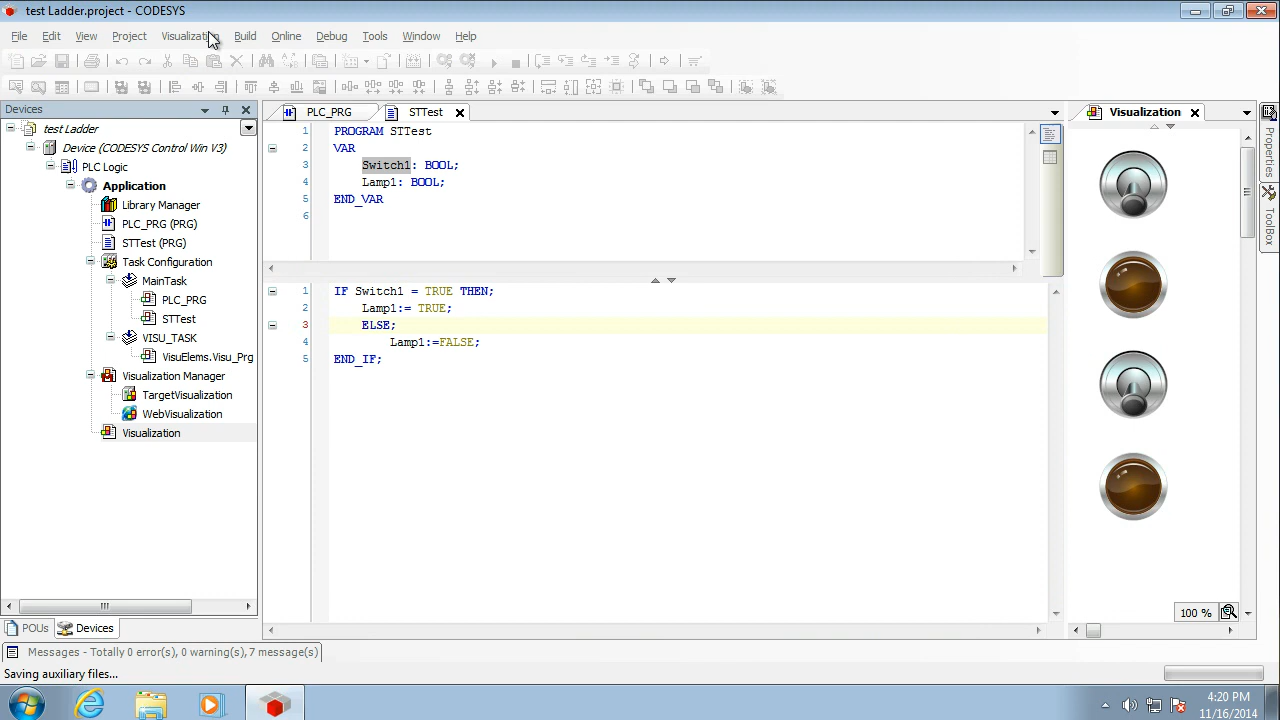 test Ladder.project - CODESYS
File Edit View Project Visualization Build Online Debug Tools Window Help
Devices
test Ladder
Device (CODESYS Control Win V3)
PLC Logic
Application
Library Manager
PLC_PRG (PRG)
STTest (PRG)
Task Configuration
MainTask
PLC_PRG
STTest
VISU_TASK
VisuElems.Visu_Prg
Visualization Manager
TargetVisualization
WebVisualization
Visualization
POUs Devices
PLC_PRG STTest
1 PROGRAM STTest
2 VAR
3 Switch1: BOOL;
4 Lamp1: BOOL;
5 END_VAR
6
1 IF Switch1 = TRUE THEN;
2 Lamp1:= TRUE;
3 ELSE;
4 Lamp1:=FALSE;
5 END_IF;
Visualization
100 %
Properties
ToolBox
Messages - Totally 0 error(s), 0 warning(s), 7 message(s)
Saving auxiliary files...
4:20 PM
11/16/2014